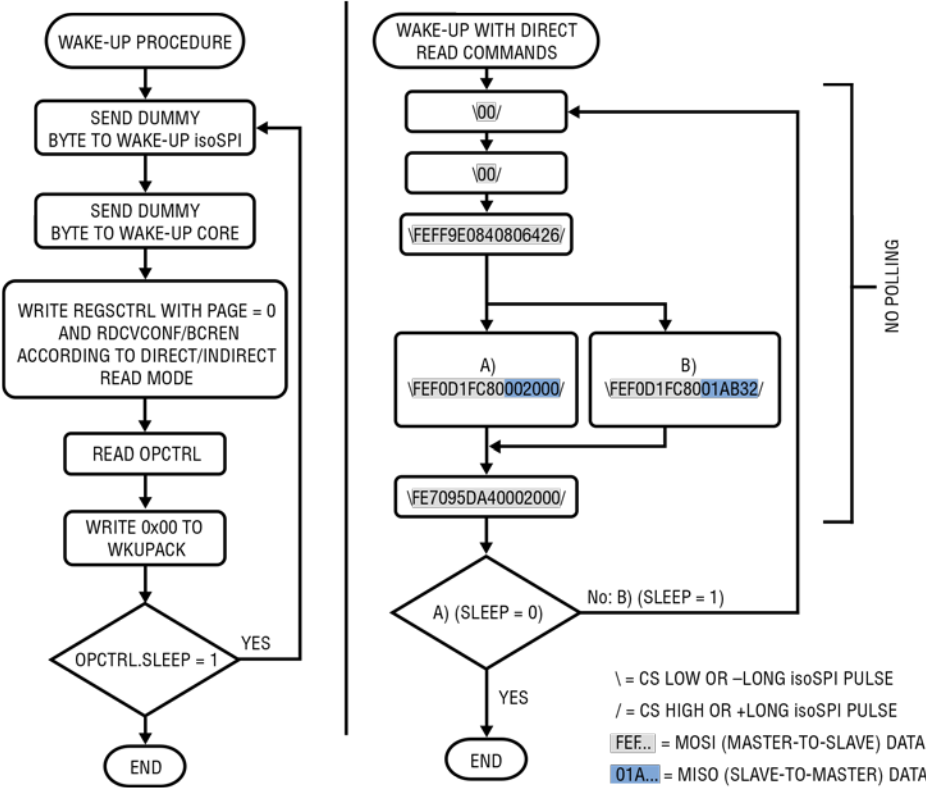 WAKE-UP PROCEDURE
SEND DUMMY
BYTE TO WAKE-UP isoSPI
SEND DUMMY
BYTE TO WAKE-UP CORE
WRITE REGSCTRL WITH PAGE = 0
AND RDCVCONF/BCREN
ACCORDING TO DIRECT/INDIRECT
READ MODE
READ OPCTRL
WRITE 0x00 TO
WKUPACK
OPCTRL.SLEEP = 1
YES
END
WAKE-UP WITH DIRECT
READ COMMANDS
\00/
\00/
\FEFF9E0840806426/
A)
\FEF0D1FC80002000/
B)
\FEF0D1FC8001AB32/
\FE7095DA40002000/
A) (SLEEP = 0)
No: B) (SLEEP = 1)
YES
END
NO POLLING
\ = CS LOW OR –LONG isoSPI PULSE
/ = CS HIGH OR +LONG isoSPI PULSE
FEF... = MOSI (MASTER-TO-SLAVE) DATA
01A... = MISO (SLAVE-TO-MASTER) DATA